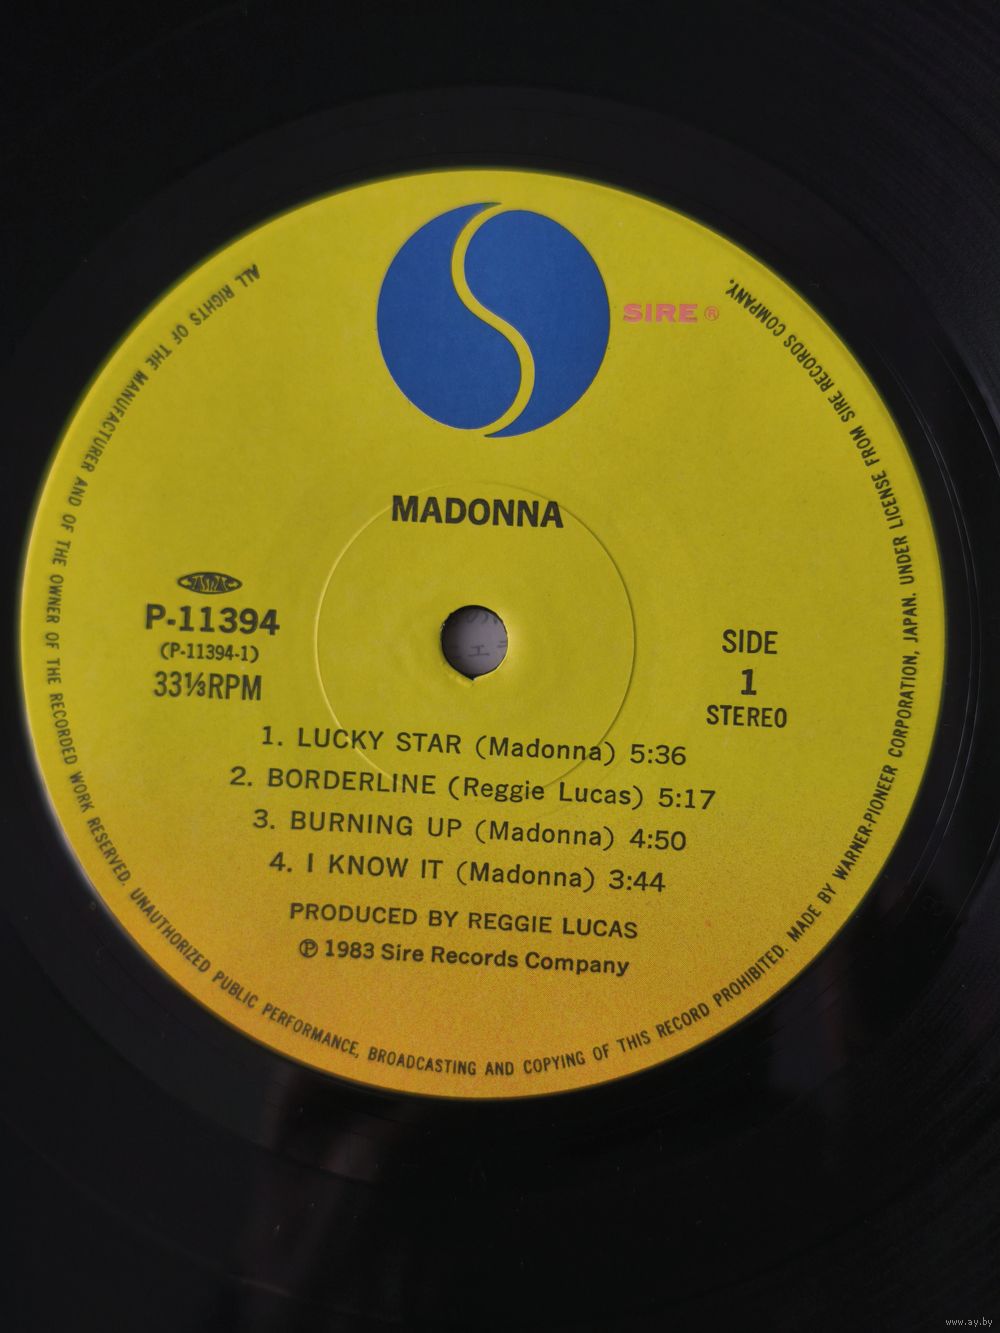 SIRE ®
MADONNA
JASRAC
P-11394
(P-11394-1)
33⅓RPM
SIDE
1
STEREO
1. LUCKY STAR (Madonna) 5:36
2. BORDERLINE (Reggie Lucas) 5:17
3. BURNING UP (Madonna) 4:50
4. I KNOW IT (Madonna) 3:44
PRODUCED BY REGGIE LUCAS
℗ 1983 Sire Records Company
ALL RIGHTS OF THE MANUFACTURER AND OF THE OWNER OF THE RECORDED WORK RESERVED. UNAUTHORIZED PUBLIC PERFORMANCE, BROADCASTING AND COPYING OF THIS RECORD PROHIBITED. MADE BY WARNER-PIONEER CORPORATION, JAPAN. UNDER LICENSE FROM SIRE RECORDS COMPANY.
www.ay.by